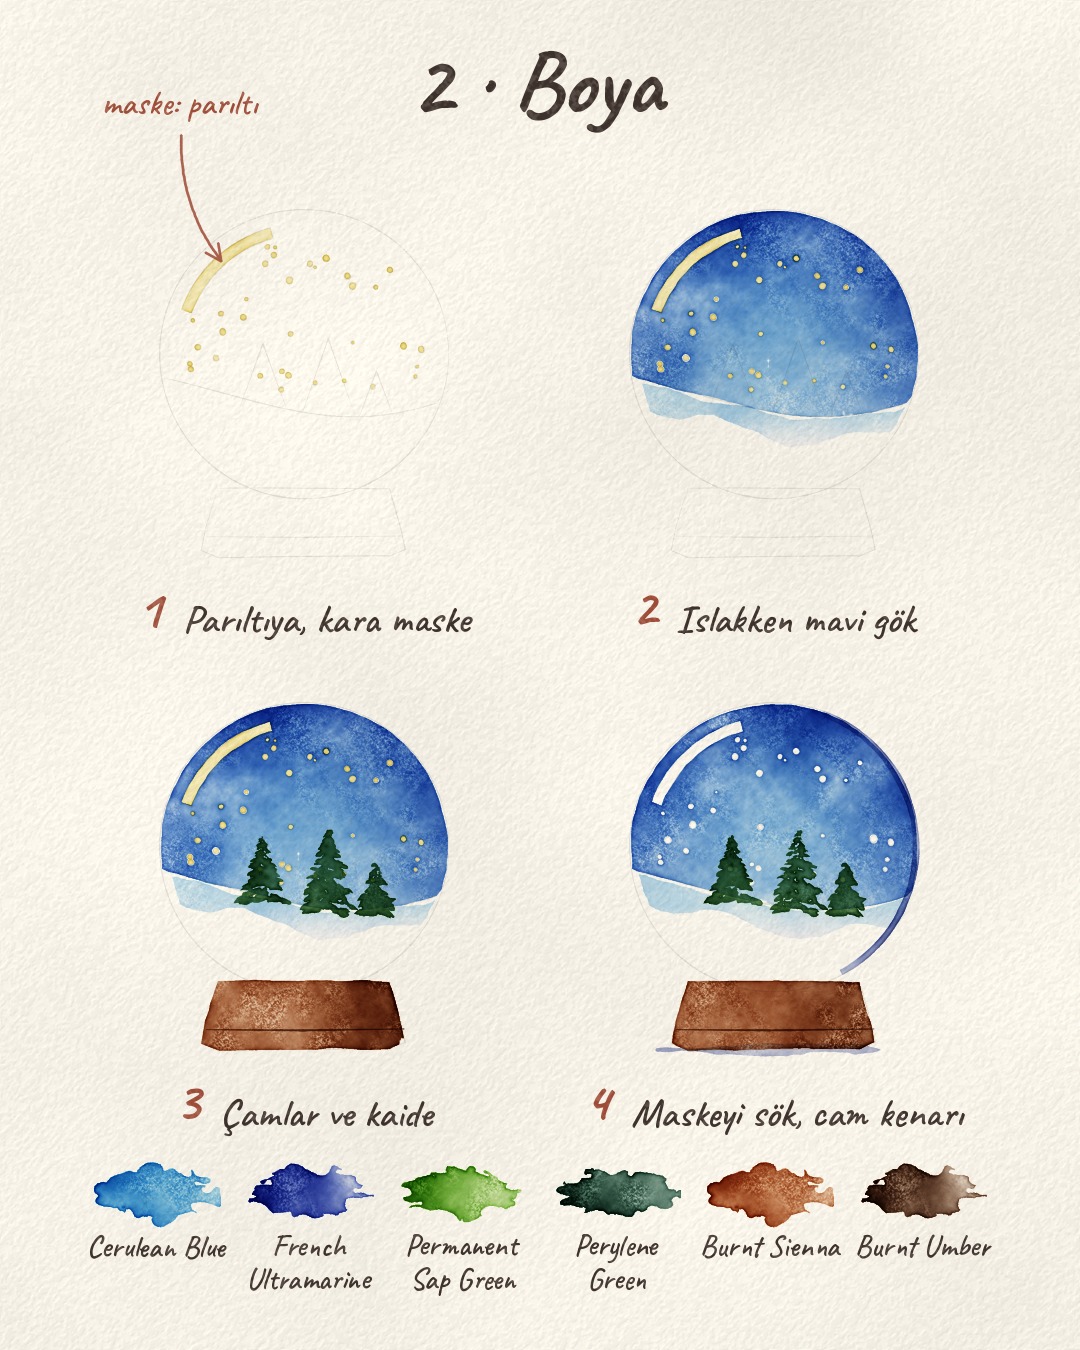 2 · Boya
maske: parıltı
1 Parıltıya, kara maske
2 Islakken mavi gök
3 Çamlar ve kaide
4 Maskeyi sök, cam kenarı
Cerulean Blue
French
Ultramarine
Permanent
Sap Green
Perylene
Green
Burnt Sienna
Burnt Umber